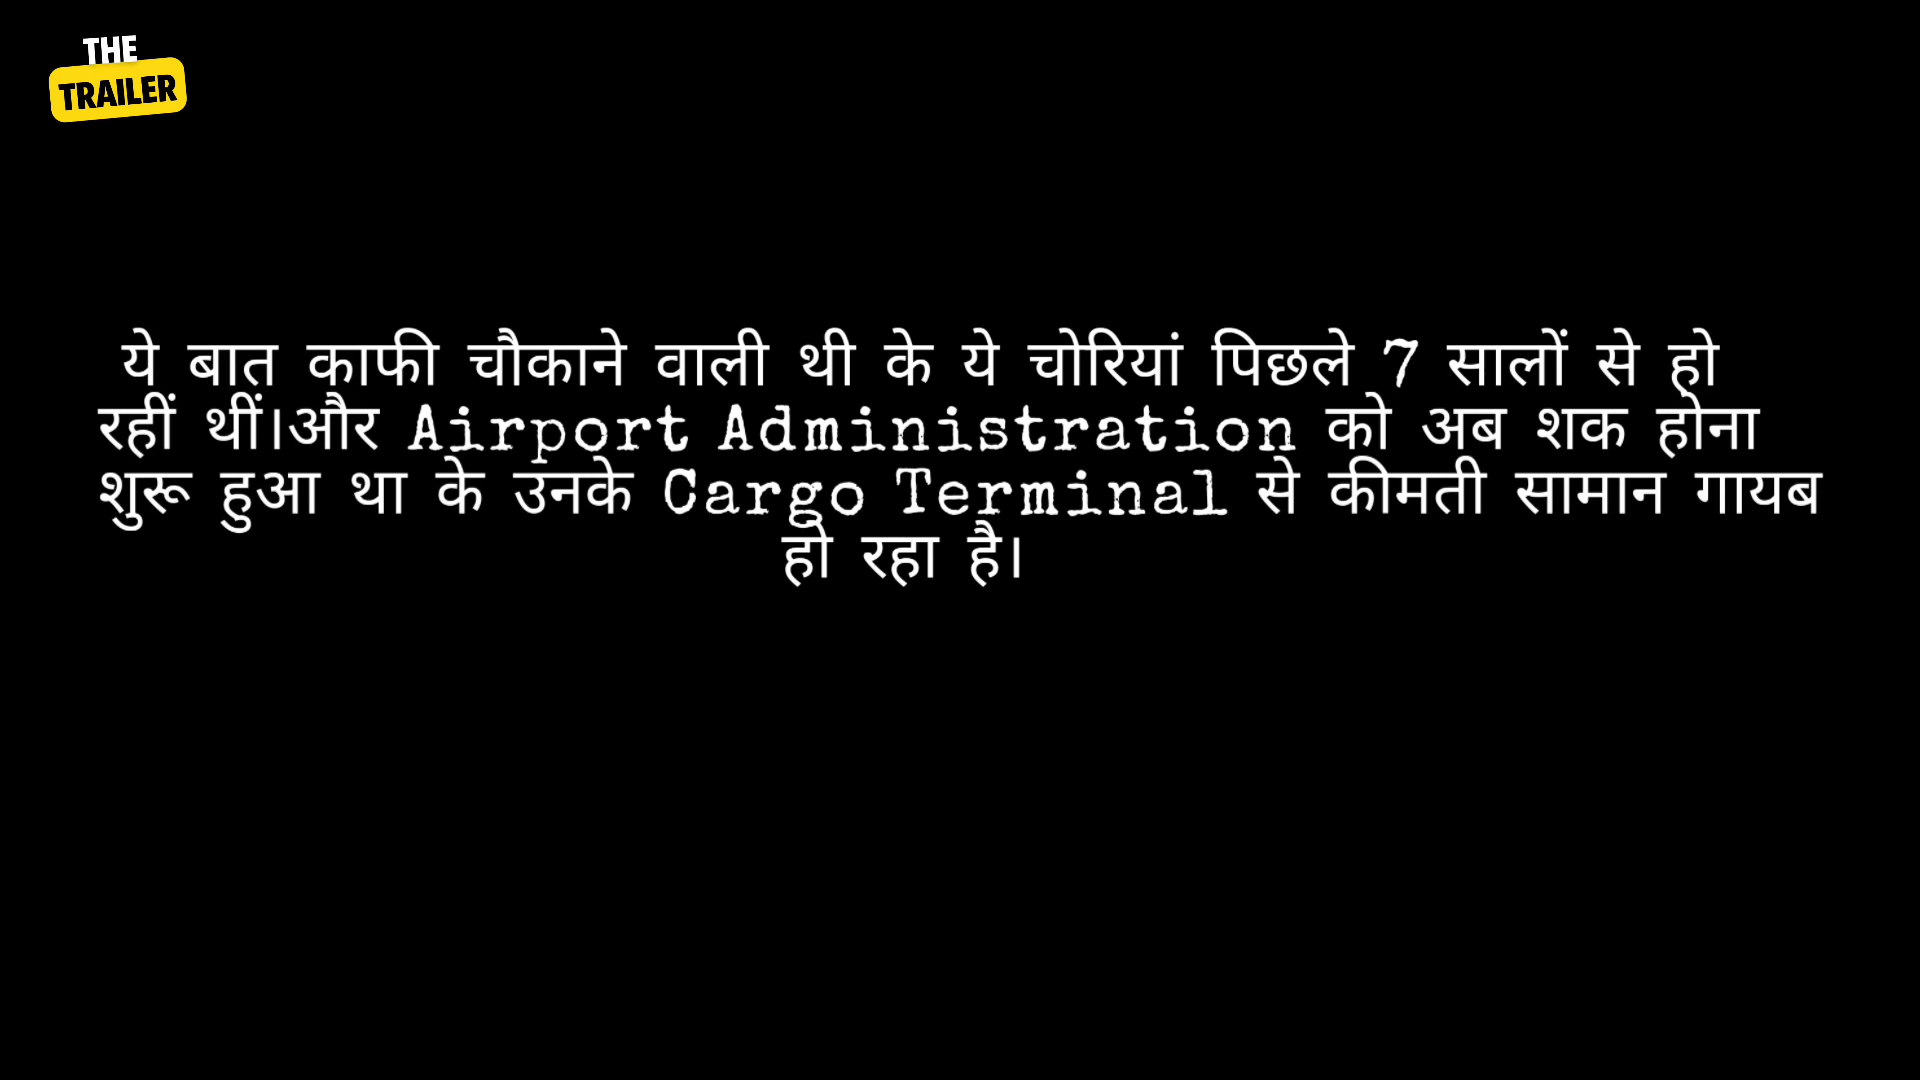 THE
TRAILER
ये बात काफी चौकाने वाली थी के ये चोरियां पिछले 7 सालों से हो
रहीं थीं।और Airport Administration को अब शक होना
शुरू हुआ था के उनके Cargo Terminal से कीमती सामान गायब
हो रहा है।